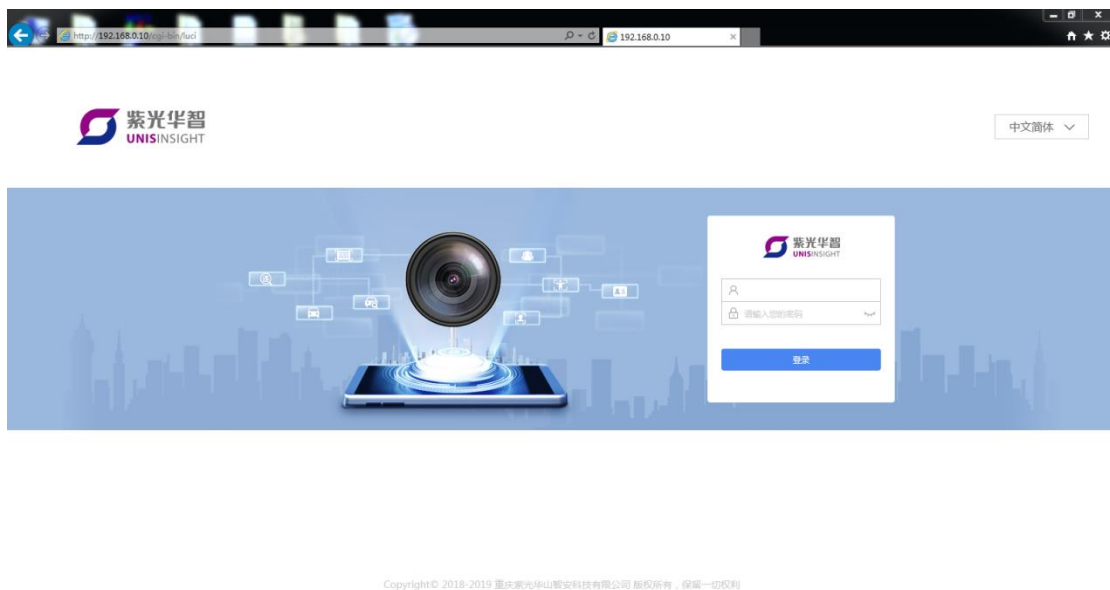 http://192.168.0.10/cgi-bin/luci
192.168.0.10
紫光华智
UNISINSIGHT
中文简体
紫光华智
UNISINSIGHT
请输入您的密码
登录
Copyright© 2018-2019 重庆紫光华山智安科技有限公司 版权所有，保留一切权利